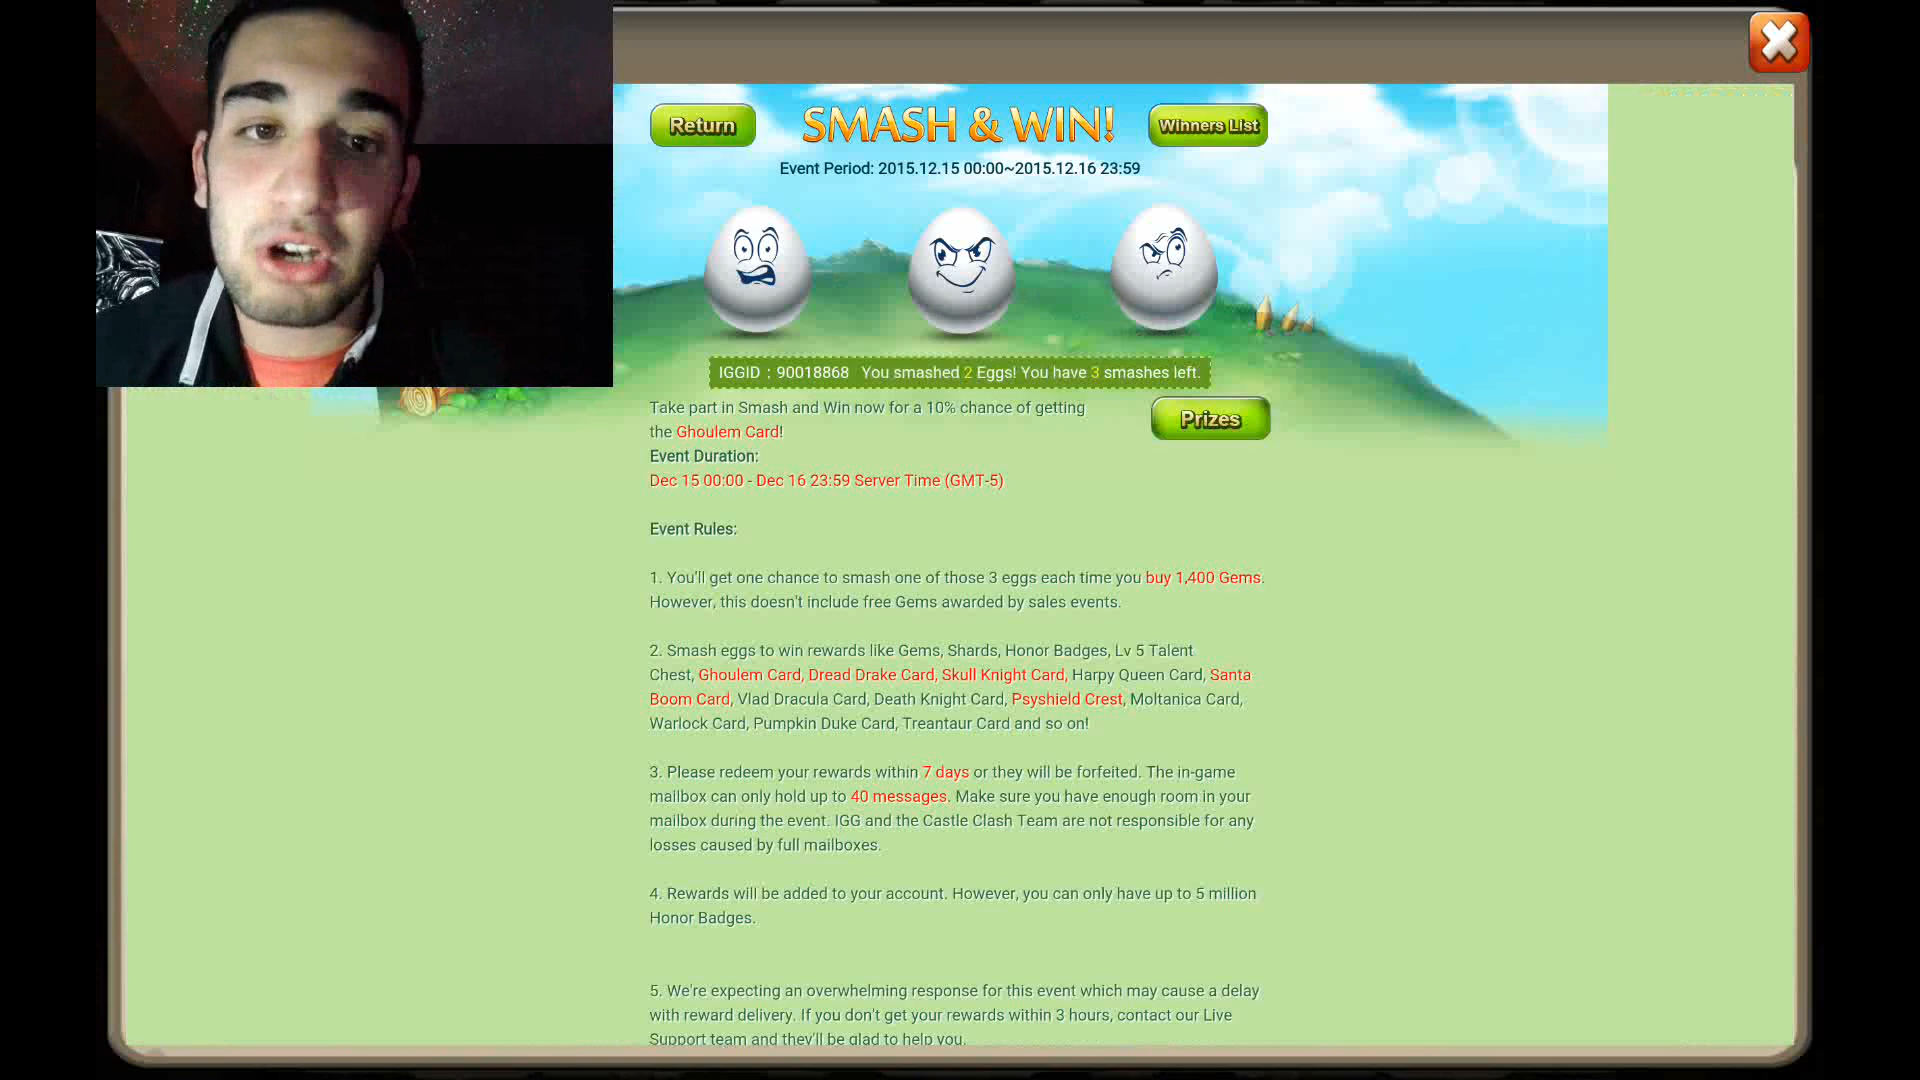 Return
SMASH & WIN!
Winners List
Event Period: 2015.12.15 00:00~2015.12.16 23:59
IGGID : 90018868 You smashed 2 Eggs! You have 3 smashes left.
Take part in Smash and Win now for a 10% chance of getting
the Ghoulem Card!
Prizes
Event Duration:
Dec 15 00:00 - Dec 16 23:59 Server Time (GMT-5)
Event Rules:
1. You'll get one chance to smash one of those 3 eggs each time you buy 1,400 Gems.
However, this doesn't include free Gems awarded by sales events.
2. Smash eggs to win rewards like Gems, Shards, Honor Badges, Lv 5 Talent
Chest, Ghoulem Card, Dread Drake Card, Skull Knight Card, Harpy Queen Card, Santa
Boom Card, Vlad Dracula Card, Death Knight Card, Psyshield Crest, Moltanica Card,
Warlock Card, Pumpkin Duke Card, Treantaur Card and so on!
3. Please redeem your rewards within 7 days or they will be forfeited. The in-game
mailbox can only hold up to 40 messages. Make sure you have enough room in your
mailbox during the event. IGG and the Castle Clash Team are not responsible for any
losses caused by full mailboxes.
4. Rewards will be added to your account. However, you can only have up to 5 million
Honor Badges.
5. We're expecting an overwhelming response for this event which may cause a delay
with reward delivery. If you don't get your rewards within 3 hours, contact our Live
Support team and they'll be glad to help you.